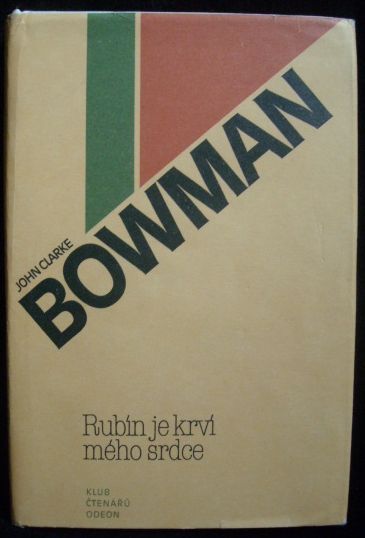 JOHN CLARKE
BOWMAN
Rubín je krví
mého srdce
KLUB
ČTENÁŘŮ
ODEON